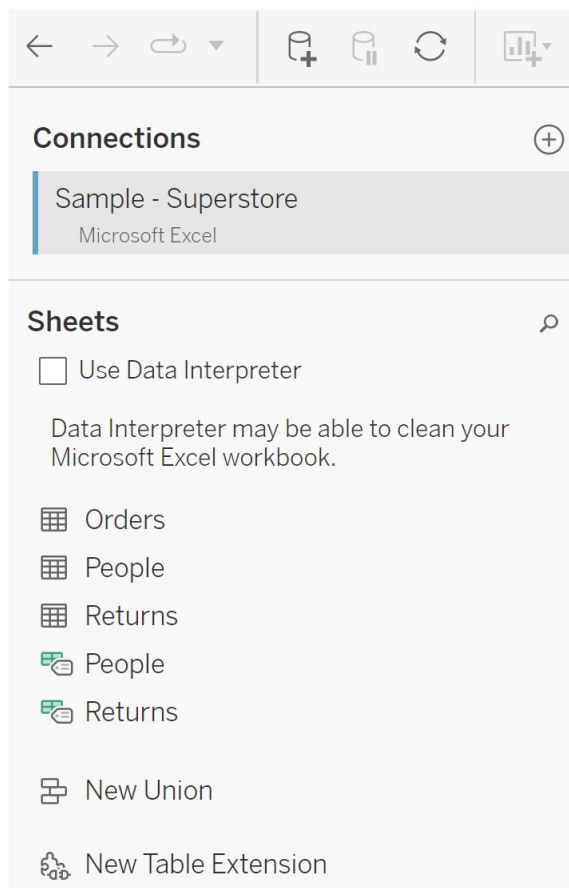 Connections
Sample - Superstore
Microsoft Excel
Sheets
Use Data Interpreter
Data Interpreter may be able to clean your
Microsoft Excel workbook.
Orders
People
Returns
People
Returns
New Union
New Table Extension